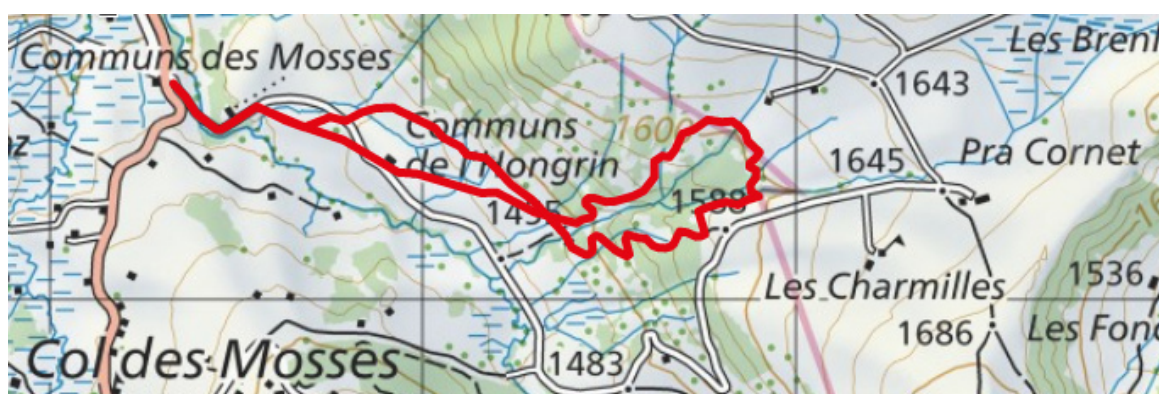 Communs des Mosses
Les Bren
1643
Communs
de l'Hongrin
1600
1645
Pra Cornet
1495
1588
Les Charmilles
1536
Col des Mosses
1483
1686
Les Fon